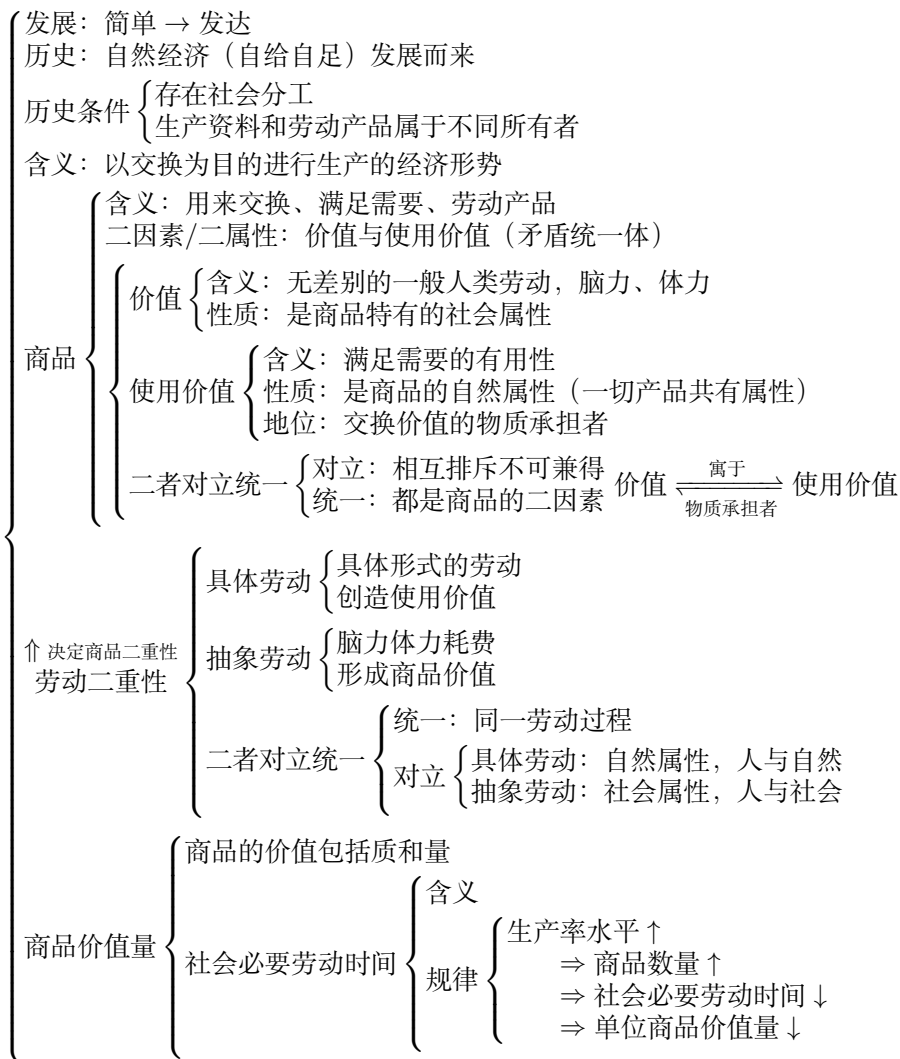 发展：简单 → 发达
历史：自然经济（自给自足）发展而来
历史条件
存在社会分工
生产资料和劳动产品属于不同所有者
含义：以交换为目的进行生产的经济形势
商品
含义：用来交换、满足需要、劳动产品
二因素/二属性：价值与使用价值（矛盾统一体）
价值
含义：无差别的一般人类劳动，脑力、体力
性质：是商品特有的社会属性
使用价值
含义：满足需要的有用性
性质：是商品的自然属性（一切产品共有属性）
地位：交换价值的物质承担者
二者对立统一
对立：相互排斥不可兼得
统一：都是商品的二因素
价值 寓于 物质承担者 使用价值
⇑ 决定商品二重性
劳动二重性
具体劳动
具体形式的劳动
创造使用价值
抽象劳动
脑力体力耗费
形成商品价值
二者对立统一
统一：同一劳动过程
对立
具体劳动：自然属性，人与自然
抽象劳动：社会属性，人与社会
商品价值量
商品的价值包括质和量
社会必要劳动时间
含义
规律
生产率水平 ↑
⇒ 商品数量 ↑
⇒ 社会必要劳动时间 ↓
⇒ 单位商品价值量 ↓